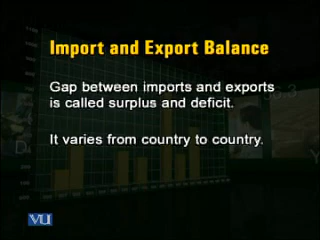 Import and Export Balance
Gap between imports and exports
is called surplus and deficit.
It varies from country to country.
VU